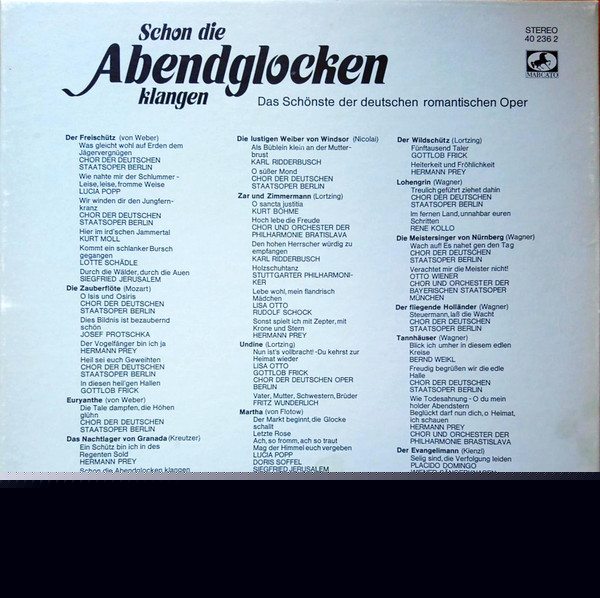 Schon die
Abendglocken
klangen
Das Schönste der deutschen romantischen Oper
STEREO
40 236 2
MARCATO
Der Freischütz (von Weber)
Was gleicht wohl auf Erden dem
Jägervergnügen
CHOR DER DEUTSCHEN
STAATSOPER BERLIN
Wie nahte mir der Schlummer -
Leise, leise, fromme Weise
LUCIA POPP
Wir winden dir den Jungfern-
kranz
CHOR DER DEUTSCHEN
STAATSOPER BERLIN
Hier im ird'schen Jammertal
KURT MOLL
Kommt ein schlanker Bursch
gegangen
LOTTE SCHÄDLE
Durch die Wälder, durch die Auen
SIEGFRIED JERUSALEM
Die Zauberflöte (Mozart)
O Isis und Osiris
CHOR DER DEUTSCHEN
STAATSOPER BERLIN
Dies Bildnis ist bezaubernd
schön
JOSEF PROTSCHKA
Der Vogelfänger bin ich ja
HERMANN PREY
Heil sei euch Geweihten
CHOR DER DEUTSCHEN
STAATSOPER BERLIN
In diesen heil'gen Hallen
GOTTLOB FRICK
Euryanthe (von Weber)
Die Tale dampfen, die Höhen
glühn
CHOR DER DEUTSCHEN
STAATSOPER BERLIN
Das Nachtlager von Granada (Kreutzer)
Ein Schütz bin ich in des
Regenten Sold
HERMANN PREY
Schon die Abendglocken klangen
Die lustigen Weiber von Windsor (Nicolai)
Als Büblein klein an der Mutter-
brust
KARL RIDDERBUSCH
O süßer Mond
CHOR DER DEUTSCHEN
STAATSOPER BERLIN
Zar und Zimmermann (Lortzing)
O sancta justitia
KURT BÖHME
Hoch lebe die Freude
CHOR UND ORCHESTER DER
PHILHARMONIE BRATISLAVA
Den hohen Herrscher würdig zu
empfangen
KARL RIDDERBUSCH
Holzschuhtanz
STUTTGARTER PHILHARMONI-
KER
Lebe wohl, mein flandrisch
Mädchen
LISA OTTO
RUDOLF SCHOCK
Sonst spielt ich mit Zepter, mit
Krone und Stern
HERMANN PREY
Undine (Lortzing)
Nun ist's vollbracht! - Du kehrst zur
Heimat wieder
LISA OTTO
GOTTLOB FRICK
CHOR DER DEUTSCHEN OPER
BERLIN
Vater, Mutter, Schwestern, Brüder
FRITZ WUNDERLICH
Martha (von Flotow)
Der Markt beginnt, die Glocke
schallt
Letzte Rose
Ach, so fromm, ach so traut
Mag der Himmel euch vergeben
LUCIA POPP
DORIS SOFFEL
SIEGFRIED JERUSALEM
Der Wildschütz (Lortzing)
Fünftausend Taler
GOTTLOB FRICK
Heiterkeit und Fröhlichkeit
HERMANN PREY
Lohengrin (Wagner)
Treulich geführt ziehet dahin
CHOR DER DEUTSCHEN
STAATSOPER BERLIN
Im fernen Land, unnahbar euren
Schritten
RENE KOLLO
Die Meistersinger von Nürnberg (Wagner)
Wach auf! Es nahet gen den Tag
CHOR DER DEUTSCHEN
STAATSOPER BERLIN
Verachtet mir die Meister nicht!
OTTO WIENER
CHOR UND ORCHESTER DER
BAYERISCHEN STAATSOPER
MÜNCHEN
Der fliegende Holländer (Wagner)
Steuermann, laß die Wacht
CHOR DER DEUTSCHEN
STAATSOPER BERLIN
Tannhäuser (Wagner)
Blick ich umher in diesem edlen
Kreise
BERND WEIKL
Freudig begrüßen wir die edle
Halle
CHOR DER DEUTSCHEN
STAATSOPER BERLIN
Wie Todesahnung - O du mein
holder Abendstern
Beglückt darf nun dich, o Heimat,
ich schauen
HERMANN PREY
CHOR UND ORCHESTER DER
PHILHARMONIE BRASTISLAVA
Der Evangelimann (Kienzl)
Selig sind, die Verfolgung leiden
PLACIDO DOMINGO
WIENER SÄNGERKNABEN